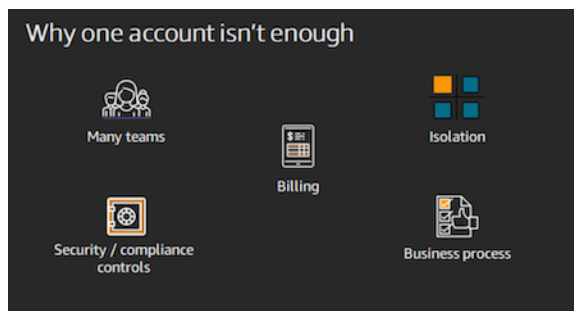 Why one account isn't enough
Many teams
Isolation
Billing
Security / compliance
controls
Business process